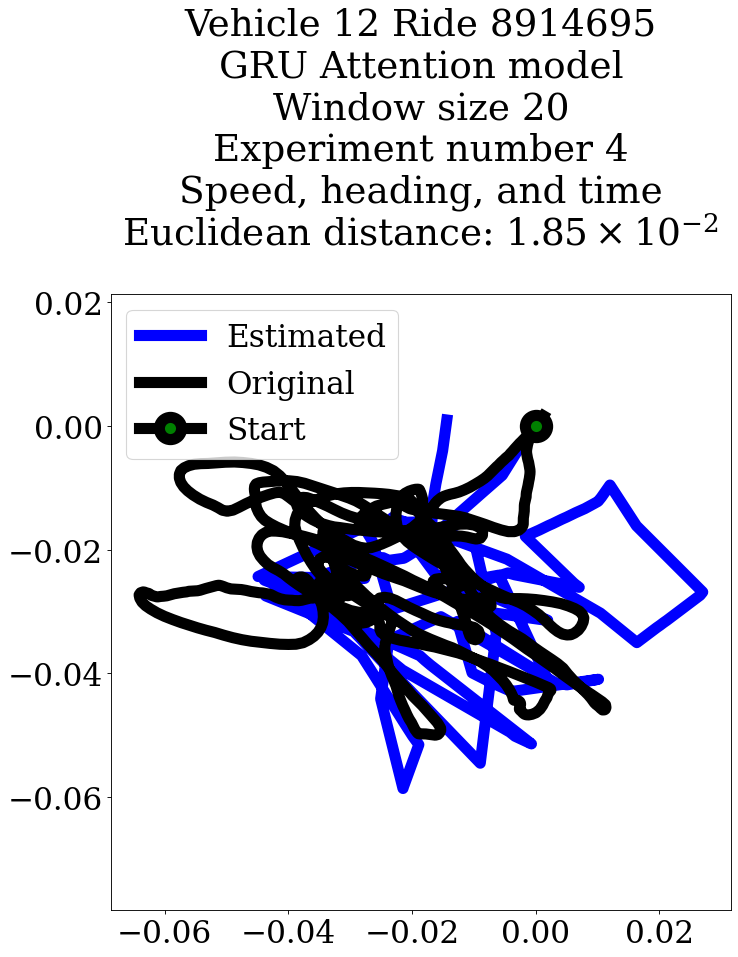 Vehicle 12 Ride 8914695
GRU Attention model
Window size 20
Experiment number 4
Speed, heading, and time
Euclidean distance: 1.85 × 10⁻²
Estimated
Original
Start
0.02
0.00
−0.02
−0.04
−0.06
−0.06
−0.04
−0.02
0.00
0.02